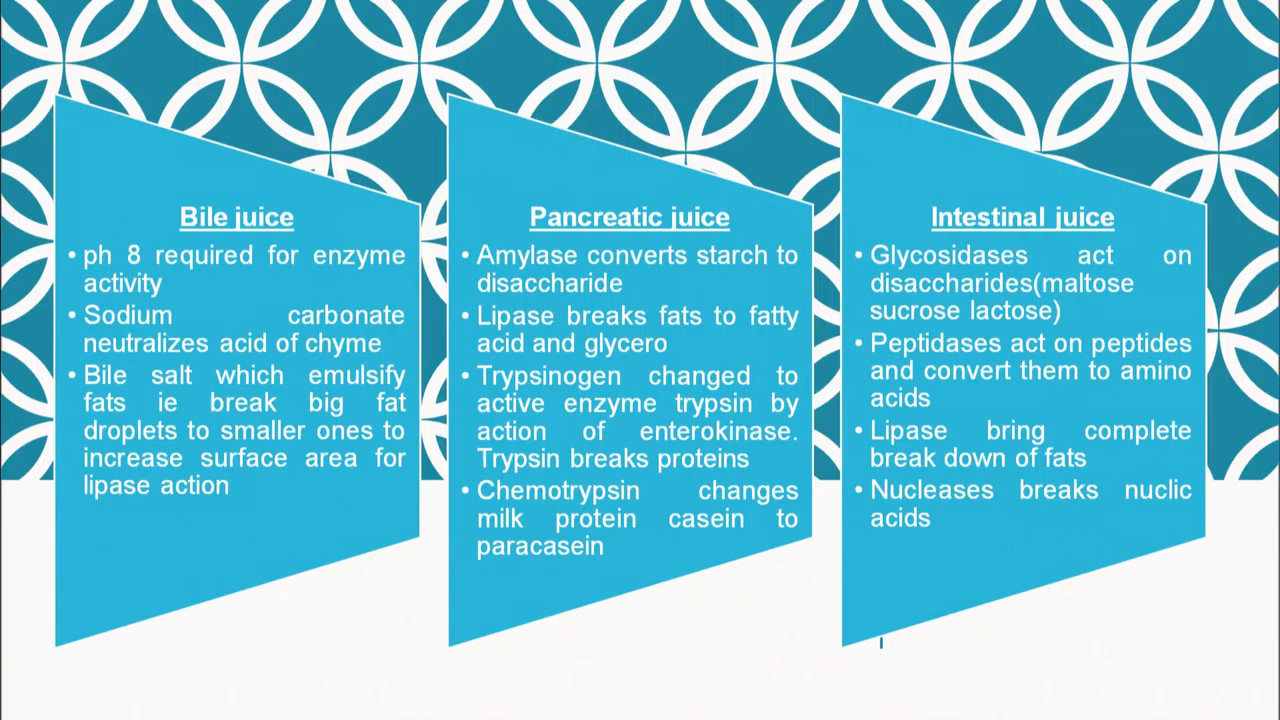 Bile juice
• ph 8 required for enzyme
activity
• Sodium carbonate
neutralizes acid of chyme
• Bile salt which emulsify
fats ie break big fat
droplets to smaller ones to
increase surface area for
lipase action
Pancreatic juice
• Amylase converts starch to
disaccharide
• Lipase breaks fats to fatty
acid and glycero
• Trypsinogen changed to
active enzyme trypsin by
action of enterokinase.
Trypsin breaks proteins
• Chemotrypsin changes
milk protein casein to
paracasein
Intestinal juice
• Glycosidases act on
disaccharides(maltose
sucrose lactose)
• Peptidases act on peptides
and convert them to amino
acids
• Lipase bring complete
break down of fats
• Nucleases breaks nuclic
acids